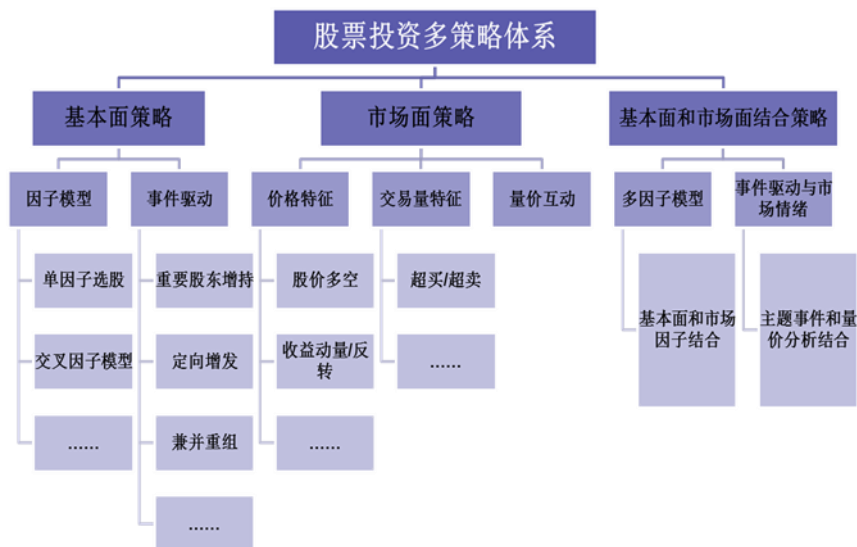 股票投资多策略体系
基本面策略
市场面策略
基本面和市场面结合策略
因子模型
事件驱动
价格特征
交易量特征
量价互动
多因子模型
事件驱动与市
场情绪
单因子选股
交叉因子模型
......
重要股东增持
定向增发
兼并重组
......
股价多空
收益动量/反
转
......
超买/超卖
......
基本面和市场
因子结合
主题事件和量
价分析结合